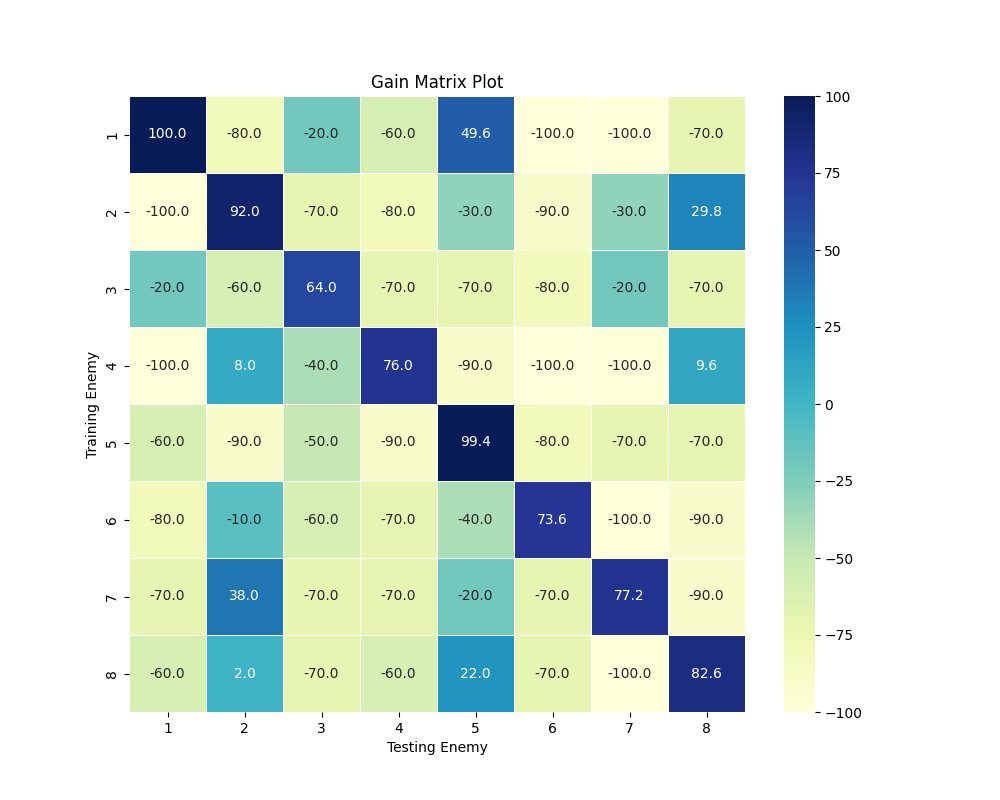 Gain Matrix Plot
100.0 -80.0 -20.0 -60.0 49.6 -100.0 -100.0 -70.0
-100.0 92.0 -70.0 -80.0 -30.0 -90.0 -30.0 29.8
-20.0 -60.0 64.0 -70.0 -70.0 -80.0 -20.0 -70.0
-100.0 8.0 -40.0 76.0 -90.0 -100.0 -100.0 9.6
-60.0 -90.0 -50.0 -90.0 99.4 -80.0 -70.0 -70.0
-80.0 -10.0 -60.0 -70.0 -40.0 73.6 -100.0 -90.0
-70.0 38.0 -70.0 -70.0 -20.0 -70.0 77.2 -90.0
-60.0 2.0 -70.0 -60.0 22.0 -70.0 -100.0 82.6
1
2
3
4
5
6
7
8
Training Enemy
1 2 3 4 5 6 7 8
Testing Enemy
100
75
50
25
0
−25
−50
−75
−100